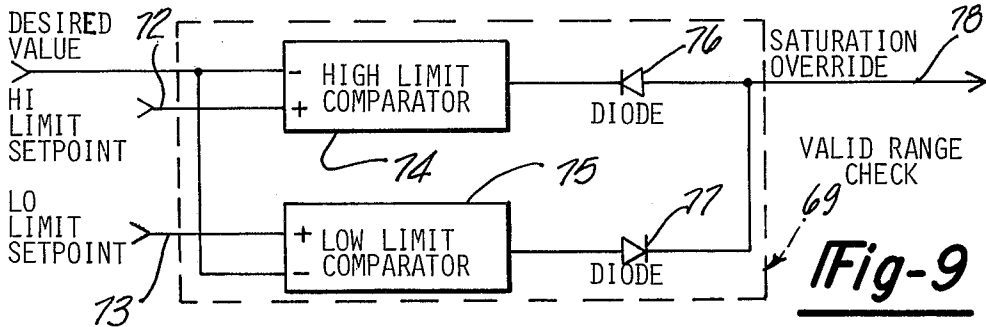 DESIRED
VALUE
72
HI
LIMIT
SETPOINT
LO
LIMIT
SETPOINT
73
-
HIGH LIMIT
COMPARATOR
+
74
75
+
LOW LIMIT
COMPARATOR
-
76
DIODE
77
DIODE
SATURATION
OVERRIDE
78
VALID RANGE
CHECK
69
Fig-9